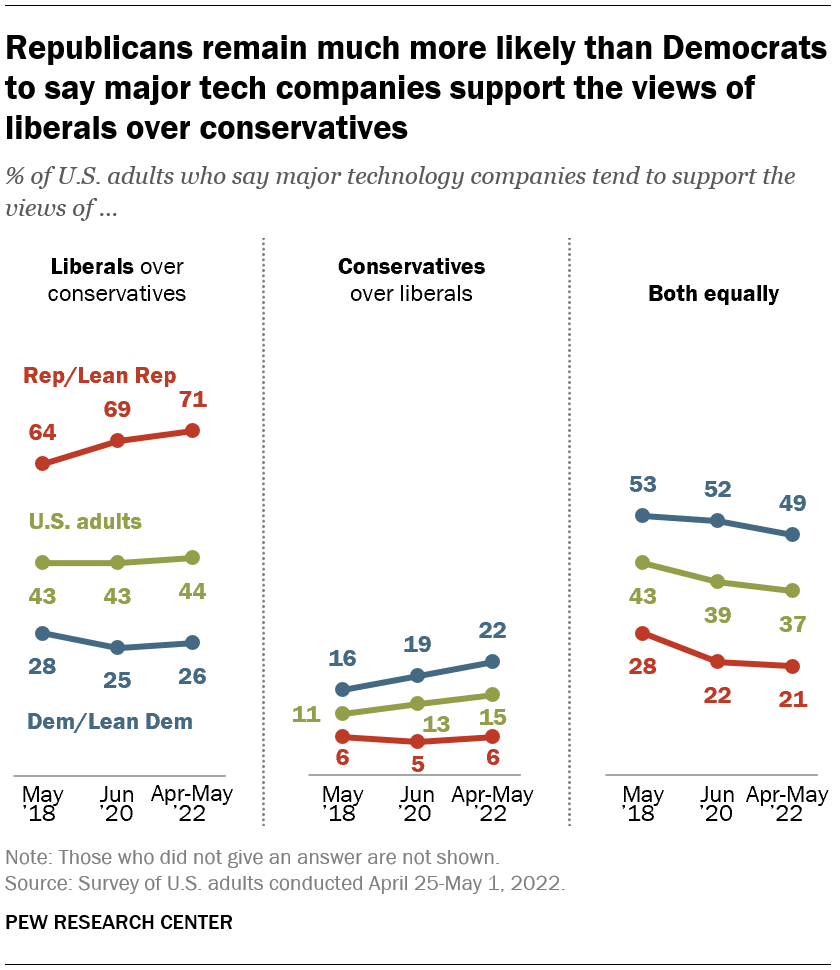 Republicans remain much more likely than Democrats
to say major tech companies support the views of
liberals over conservatives
% of U.S. adults who say major technology companies tend to support the
views of ...
Liberals over
conservatives
Rep/Lean Rep
64
69
71
U.S. adults
43
43
44
28
25
26
Dem/Lean Dem
May
'18
Jun
'20
Apr-May
'22
Conservatives
over liberals
16
19
22
11
13
15
6
5
6
May
'18
Jun
'20
Apr-May
'22
Both equally
53
52
49
43
39
37
28
22
21
May
'18
Jun
'20
Apr-May
'22
Note: Those who did not give an answer are not shown.
Source: Survey of U.S. adults conducted April 25-May 1, 2022.
PEW RESEARCH CENTER